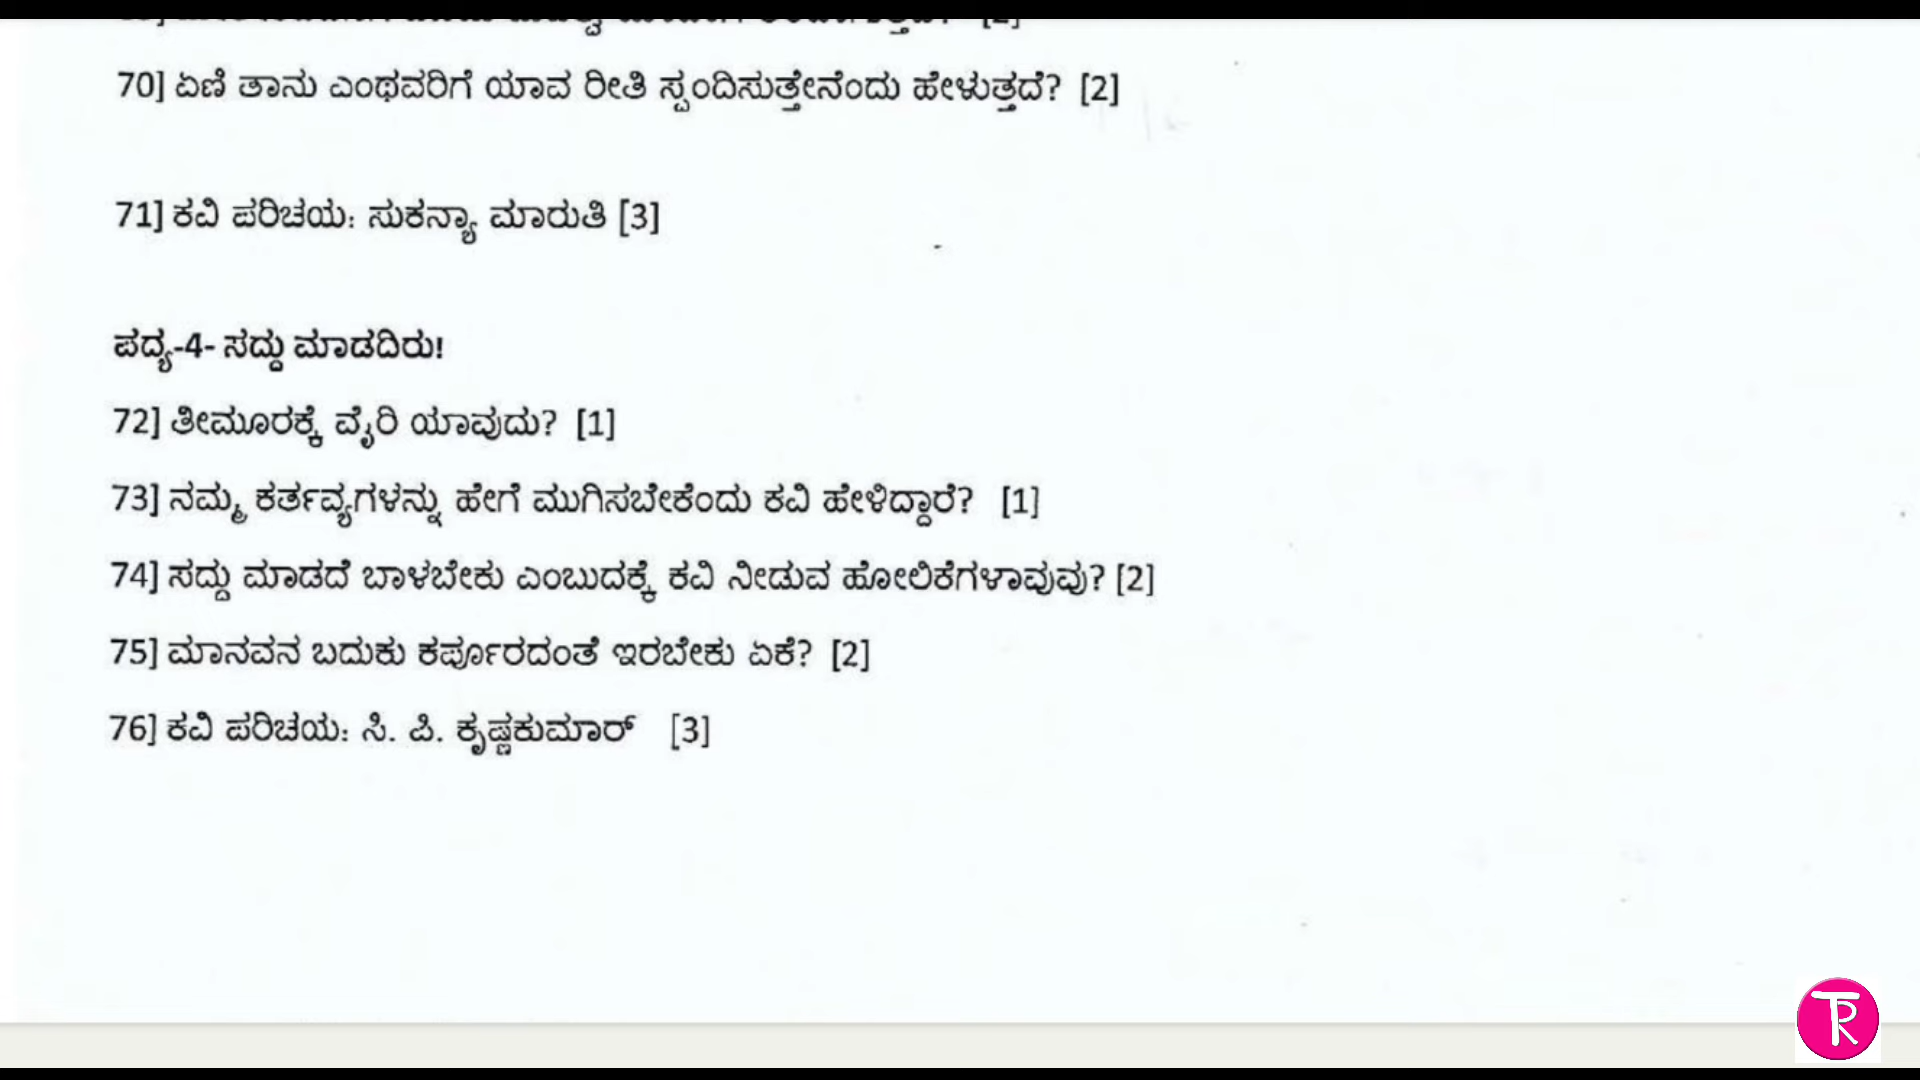 70] ಏಣಿ ತಾನು ಎಂಥವರಿಗೆ ಯಾವ ರೀತಿ ಸ್ಪಂದಿಸುತ್ತೇನೆಂದು ಹೇಳುತ್ತದೆ? [2]
71] ಕವಿ ಪರಿಚಯ: ಸುಕನ್ಯಾ ಮಾರುತಿ [3]
ಪದ್ಯ-4- ಸದ್ದು ಮಾಡದಿರು!
72] ತೀಮೂರಕ್ಕೆ ವೈರಿ ಯಾವುದು? [1]
73] ನಮ್ಮ ಕರ್ತವ್ಯಗಳನ್ನು ಹೇಗೆ ಮುಗಿಸಬೇಕೆಂದು ಕವಿ ಹೇಳಿದ್ದಾರೆ? [1]
74] ಸದ್ದು ಮಾಡದೆ ಬಾಳಬೇಕು ಎಂಬುದಕ್ಕೆ ಕವಿ ನೀಡುವ ಹೋಲಿಕೆಗಳಾವುವು? [2]
75] ಮಾನವನ ಬದುಕು ಕರ್ಪೂರದಂತೆ ಇರಬೇಕು ಏಕೆ? [2]
76] ಕವಿ ಪರಿಚಯ: ಸಿ. ಪಿ. ಕೃಷ್ಣಕುಮಾರ್ [3]
TR